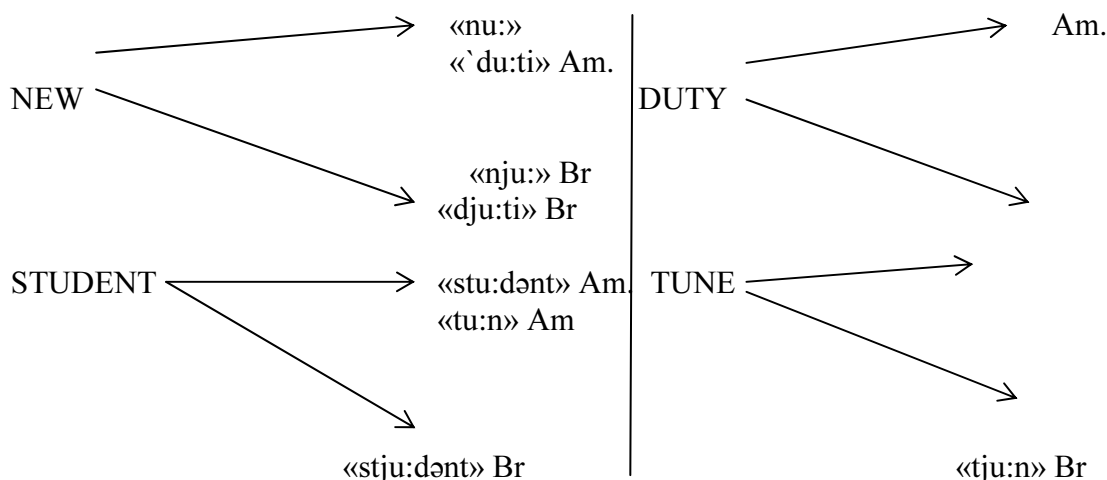 «nu:» Am.
«`du:ti» Am.
NEW DUTY
«nju:» Br
«dju:ti» Br
STUDENT «stu:dənt» Am. TUNE
«tu:n» Am
«stju:dənt» Br «tju:n» Br